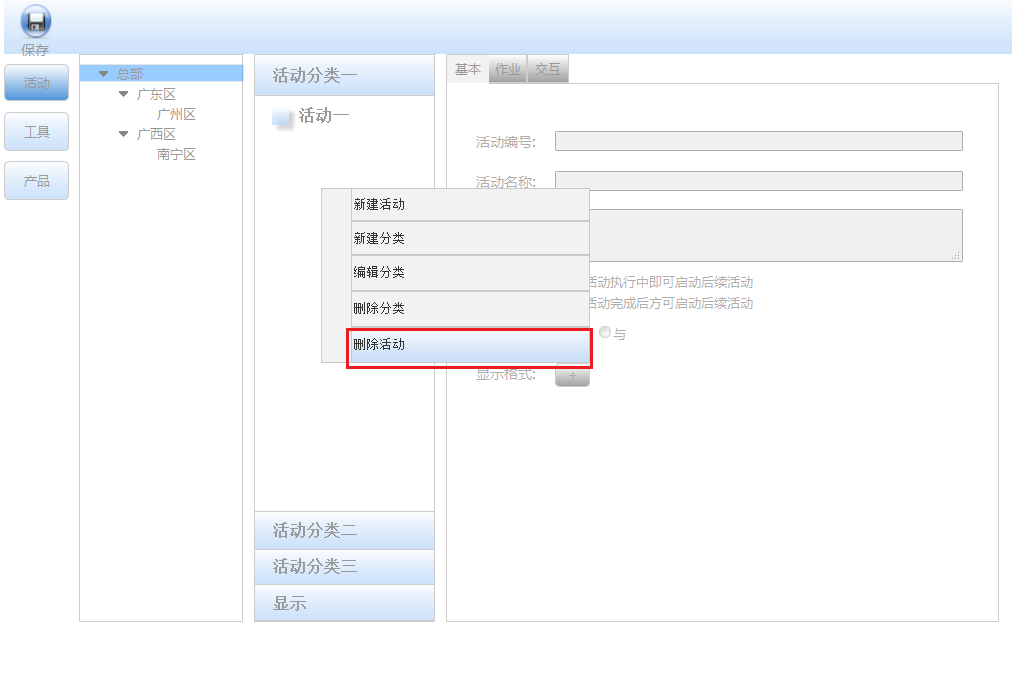 保存
活动
工具
产品
总部
广东区
广州区
广西区
南宁区
活动分类一
活动一
活动分类二
活动分类三
显示
新建活动
新建分类
编辑分类
删除分类
删除活动
基本 作业 交互
活动编号:
活动名称:
活动执行中即可启动后续活动
活动完成后方可启动后续活动
与
显示格式:
+